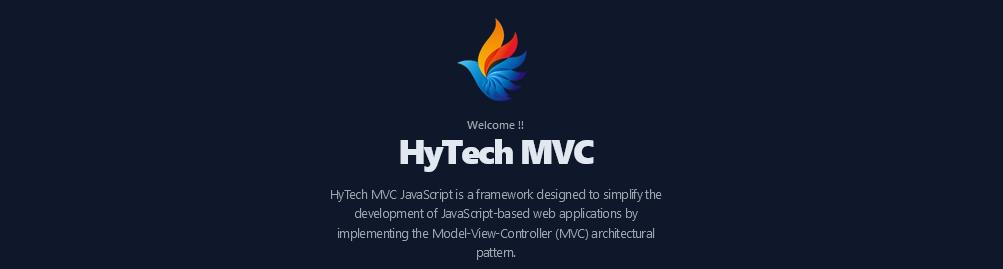 Welcome !!
HyTech MVC
HyTech MVC JavaScript is a framework designed to simplify the
development of JavaScript-based web applications by
implementing the Model-View-Controller (MVC) architectural
pattern.